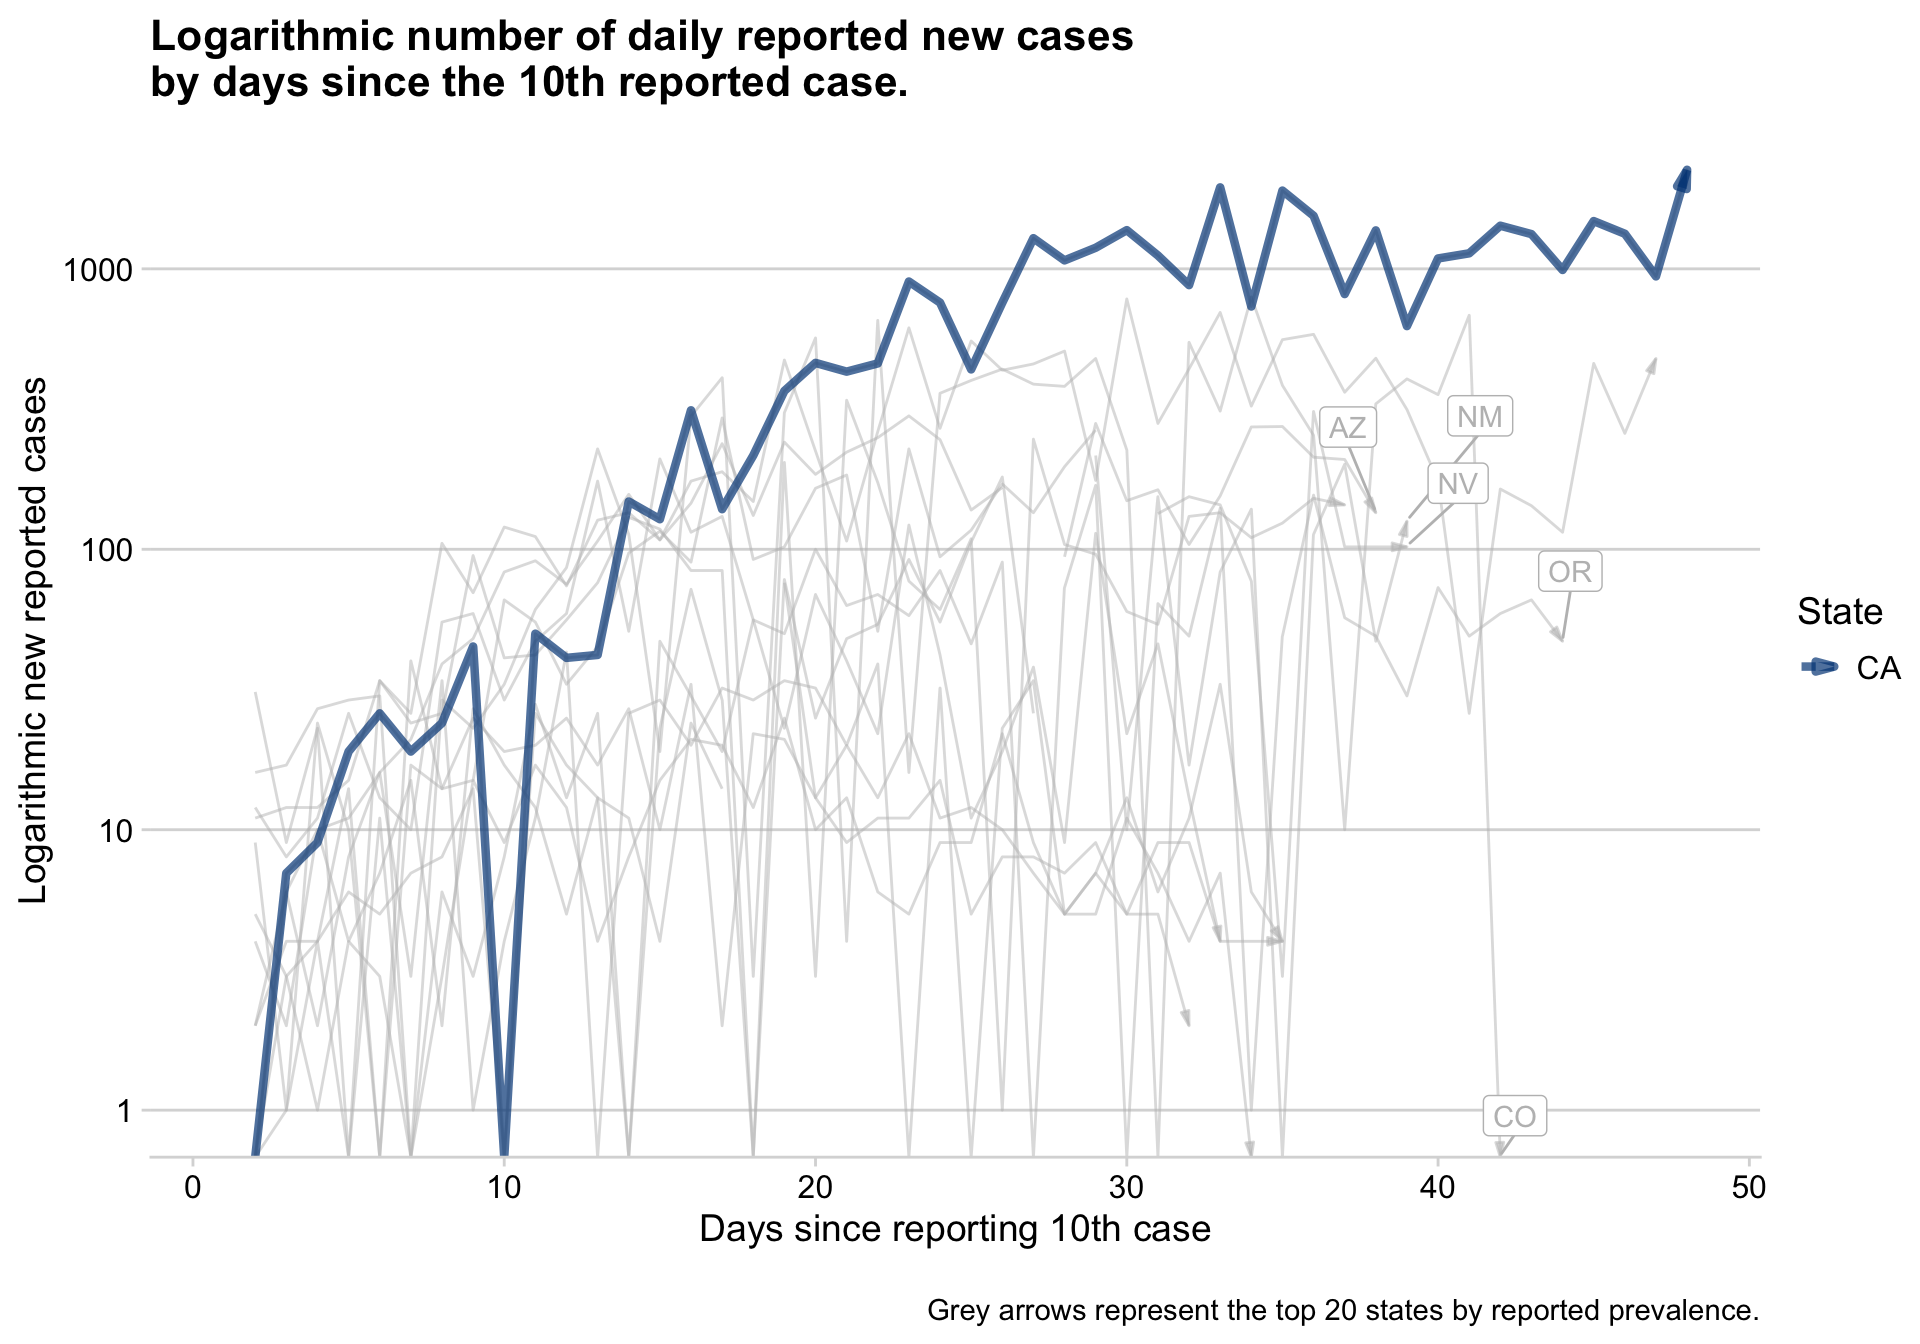 Logarithmic number of daily reported new cases
by days since the 10th reported case.
Logarithmic new reported cases
1000
100
10
1
AZ
NM
NV
OR
CO
State
CA
0
10
20
30
40
50
Days since reporting 10th case
Grey arrows represent the top 20 states by reported prevalence.